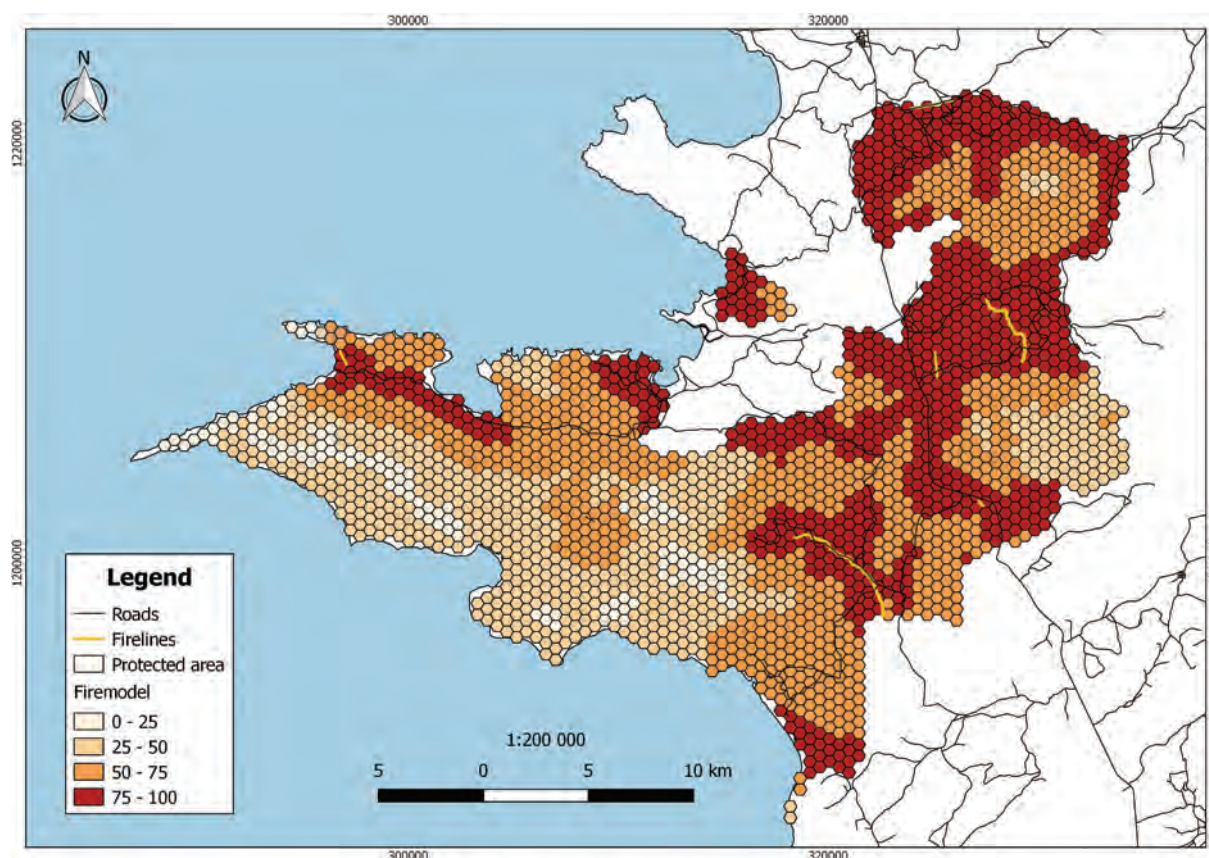 300000
320000
N
1220000
1200000
Legend
Roads
Firelines
Protected area
Firemodel
0 - 25
25 - 50
50 - 75
75 - 100
1:200 000
5 0 5 10 km
300000
320000